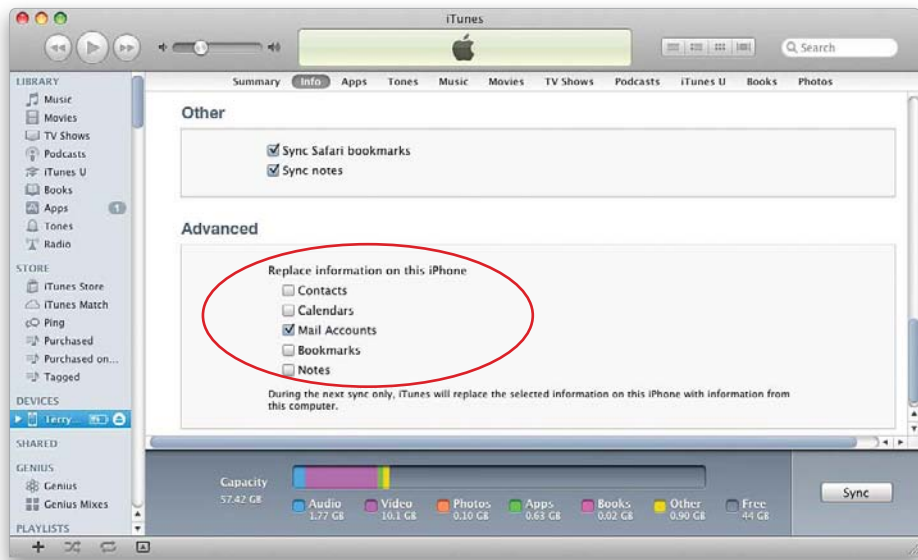 iTunes
Search
LIBRARY
Music
Movies
TV Shows
Podcasts
iTunes U
Books
Apps 1
Tones
Radio
STORE
iTunes Store
iTunes Match
Ping
Purchased
Purchased on...
Tagged
DEVICES
Terry...
SHARED
GENIUS
Genius
Genius Mixes
PLAYLISTS
Summary Info Apps Tones Music Movies TV Shows Podcasts iTunes U Books Photos
Other
Sync Safari bookmarks
Sync notes
Advanced
Replace information on this iPhone
Contacts
Calendars
Mail Accounts
Bookmarks
Notes
During the next sync only, iTunes will replace the selected information on this iPhone with information from
this computer.
Capacity
57.42 GB
Audio
1.77 GB
Video
10.1 GB
Photos
0.10 GB
Apps
0.63 GB
Books
0.02 GB
Other
0.90 GB
Free
44 GB
Sync